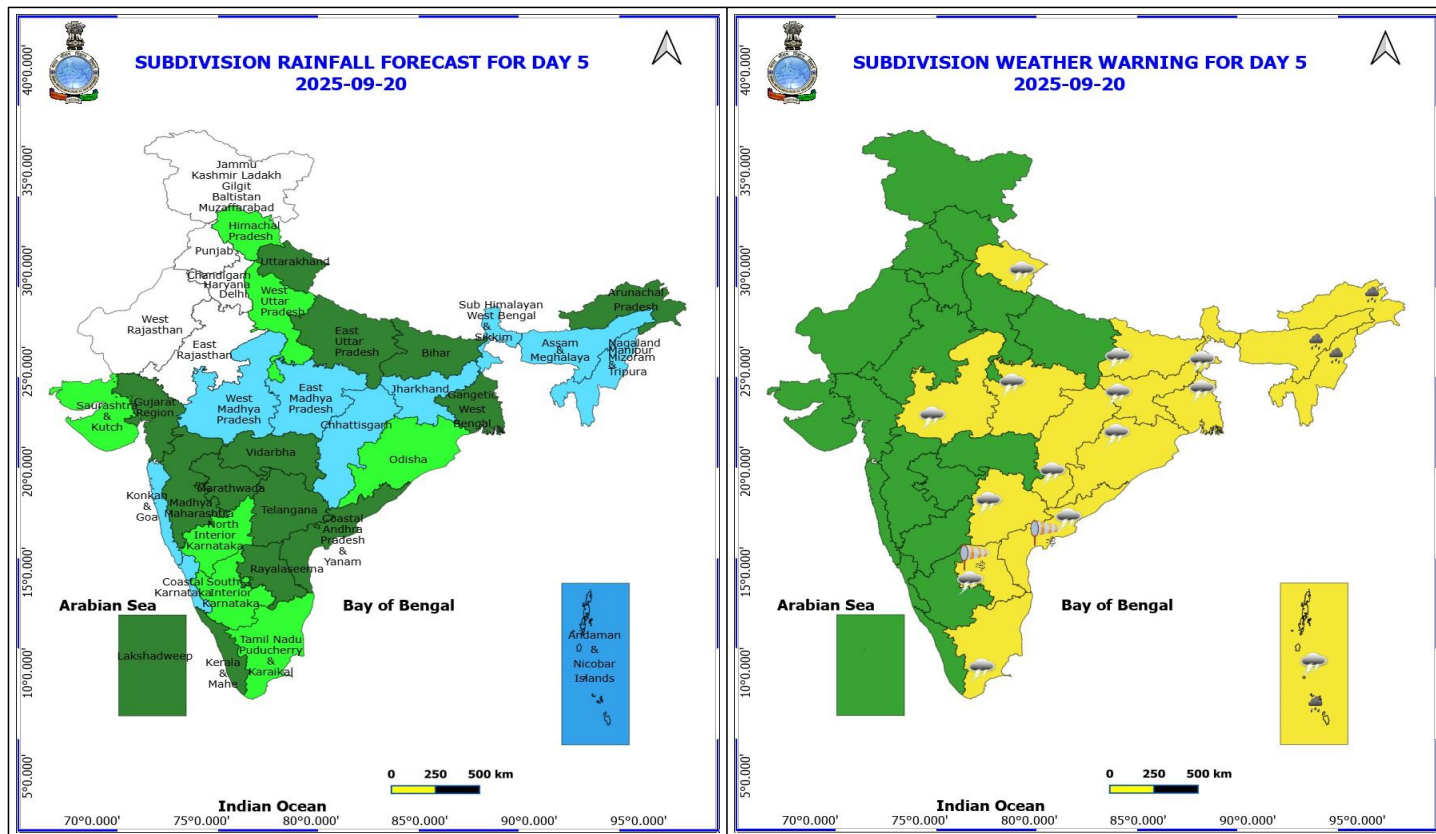 SUBDIVISION RAINFALL FORECAST FOR DAY 5
2025-09-20
40°0.000'
35°0.000'
30°0.000'
25°0.000'
20°0.000'
15°0.000'
10°0.000'
5°0.000'
Jammu
Kashmir Ladakh
Gilgit
Baltistan
Muzaffarabad
Himachal
Pradesh
Punjab
Uttarakhand
Chandigarh
Haryana
Delhi
West
Uttar
Pradesh
West
Rajasthan
East
Rajasthan
East
Uttar
Pradesh
Bihar
Sub Himalayan
West Bengal
&
Sikkim
Arunachal
Pradesh
Assam
&
Meghalaya
Nagaland
Manipur
Mizoram
&
Tripura
Saurashtra
&
Kutch
Gujarat
Region
West
Madhya
Pradesh
East
Madhya
Pradesh
Jharkhand
Gangetic
West
Bengal
Chhattisgarh
Odisha
Vidarbha
Konkan
&
Goa
Madhya
Maharashtra
Marathwada
Telangana
North
Interior
Karnataka
Coastal
Andhra
Pradesh
&
Yanam
Rayalaseema
Coastal
Karnataka
South
Interior
Karnataka
Tamil Nadu
Puducherry
&
Karaikal
Kerala
&
Mahe
Arabian Sea
Lakshadweep
Bay of Bengal
Andaman
&
Nicobar
Islands
0 250 500 km
Indian Ocean
70°0.000' 75°0.000' 80°0.000' 85°0.000' 90°0.000' 95°0.000'
SUBDIVISION WEATHER WARNING FOR DAY 5
2025-09-20
40°0.000'
35°0.000'
30°0.000'
25°0.000'
20°0.000'
15°0.000'
10°0.000'
5°0.000'
Arabian Sea
Bay of Bengal
0 250 500 km
Indian Ocean
70°0.000' 75°0.000' 80°0.000' 85°0.000' 90°0.000' 95°0.000'